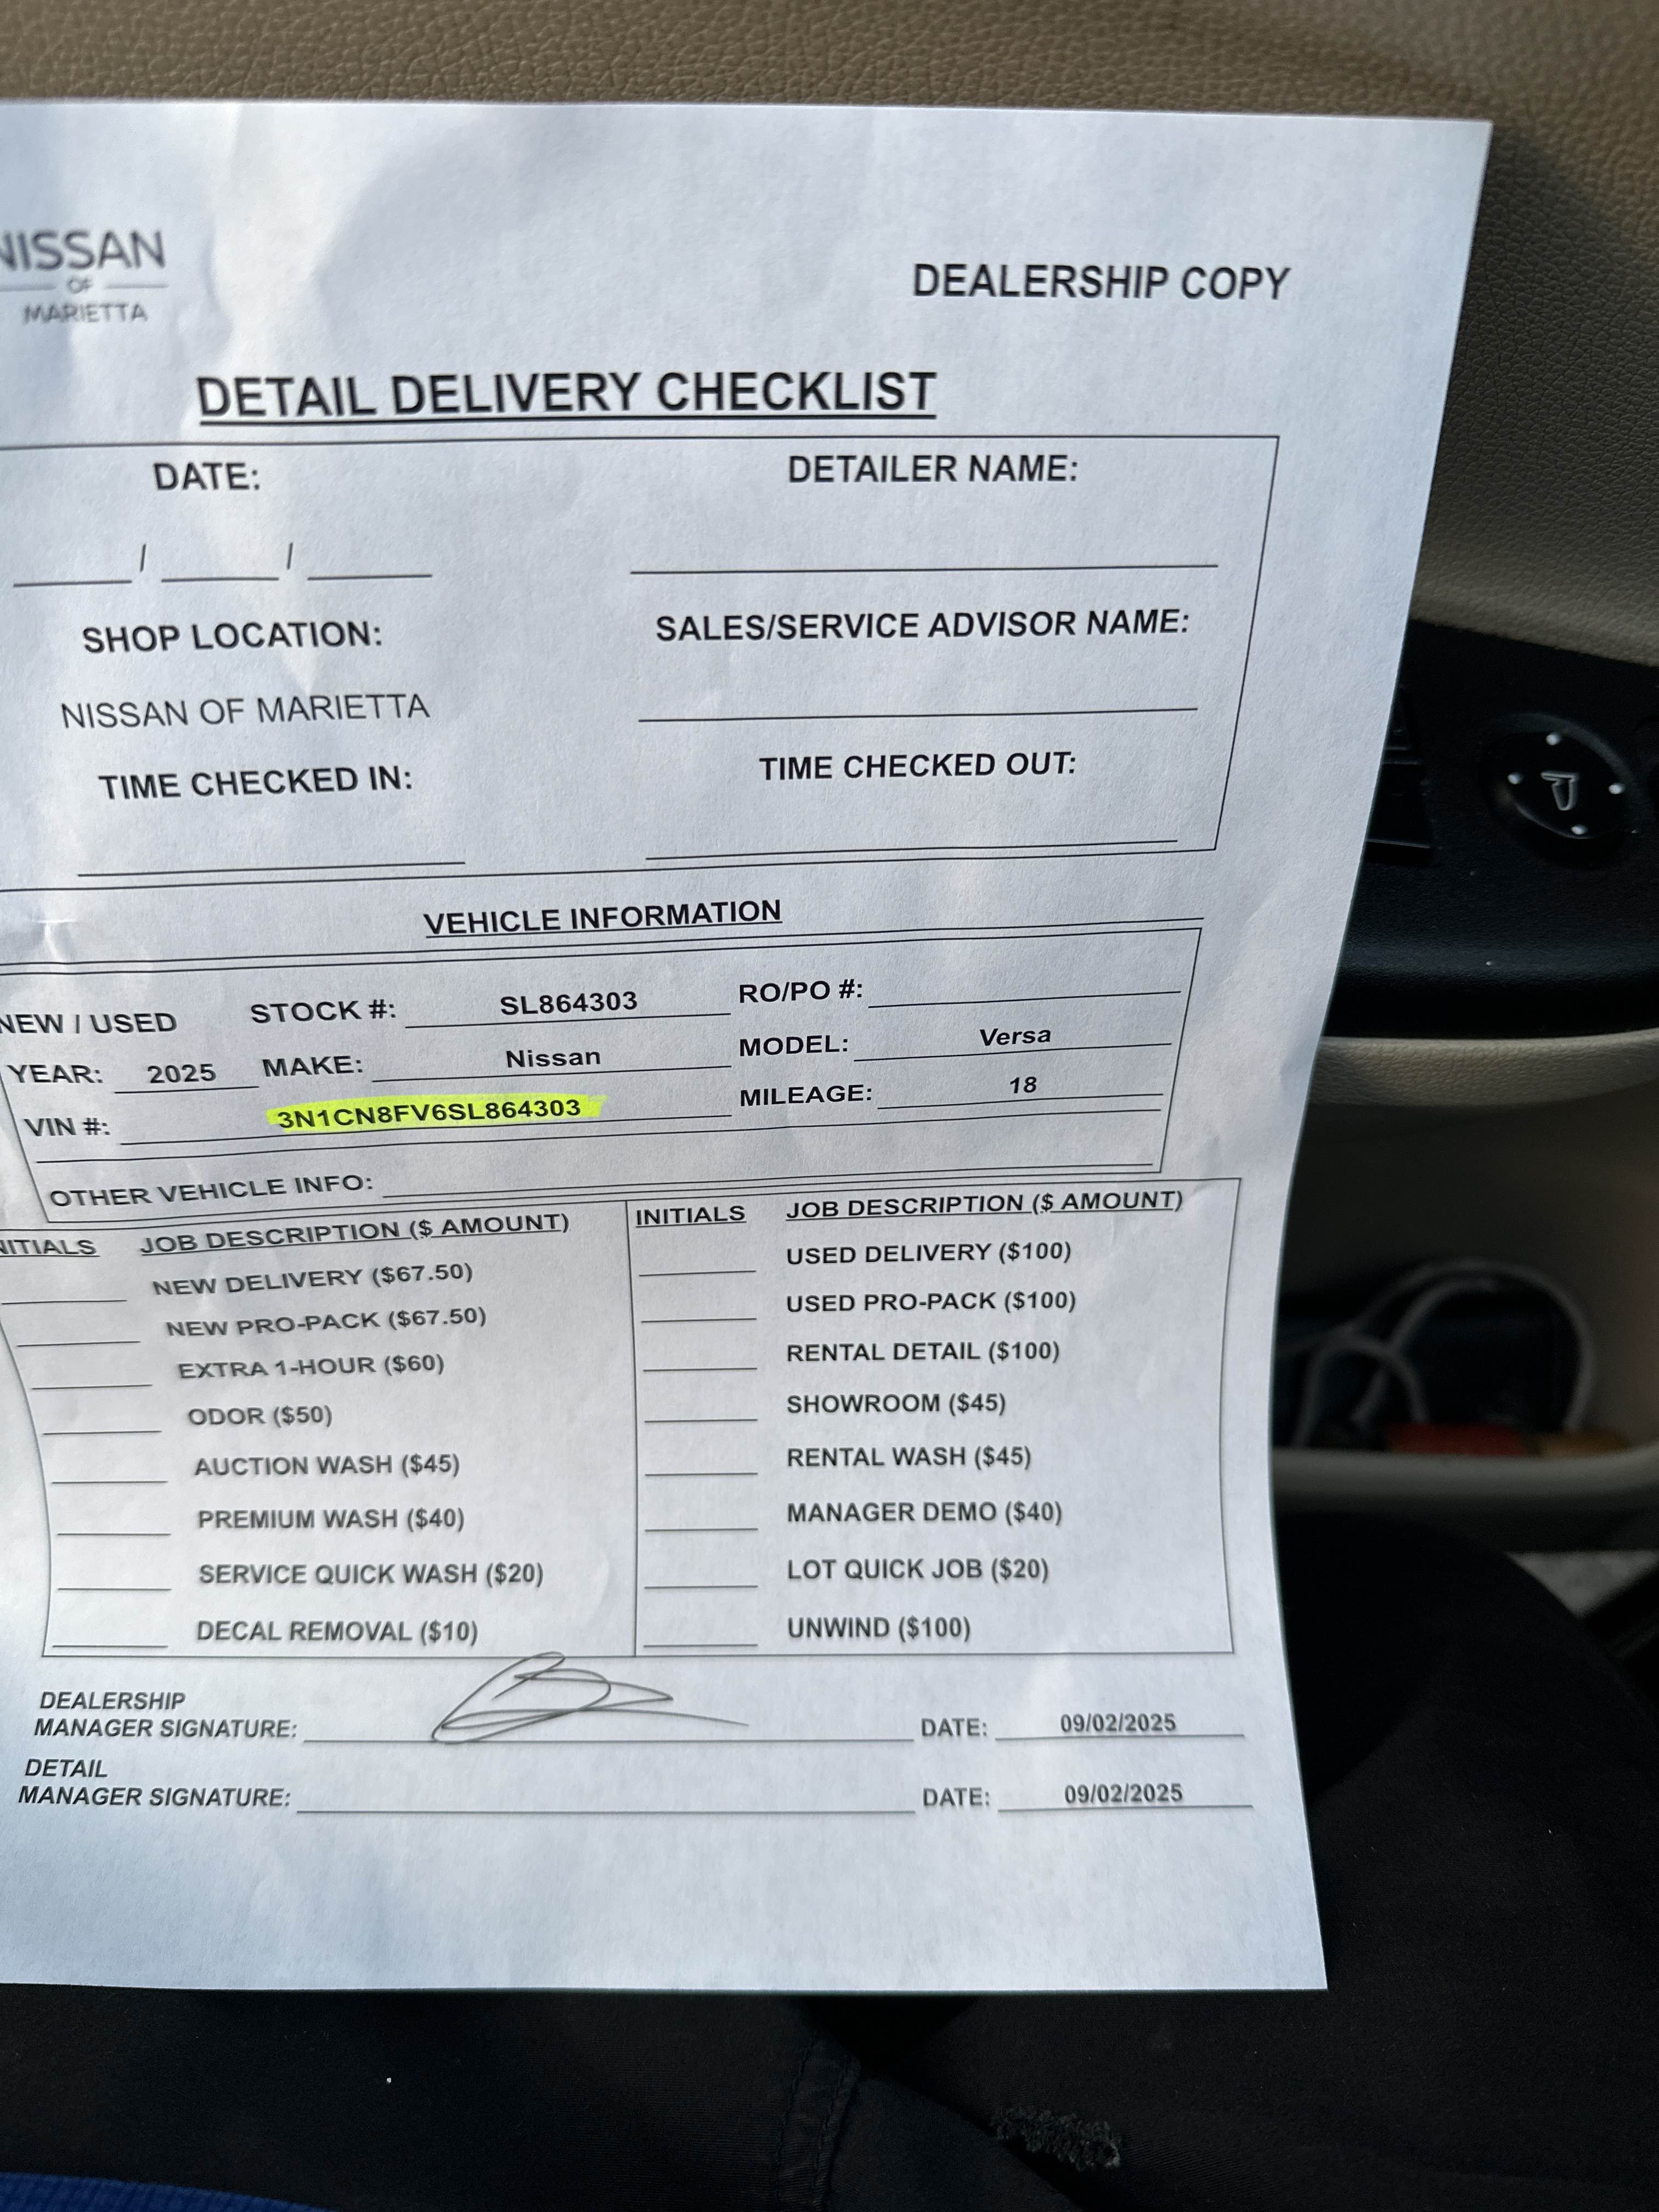 NISSAN
OF
MARIETTA
DEALERSHIP COPY
DETAIL DELIVERY CHECKLIST
DATE: DETAILER NAME:
____ / ____ / ____ ____________________
SHOP LOCATION: SALES/SERVICE ADVISOR NAME:
NISSAN OF MARIETTA ____________________
TIME CHECKED IN: TIME CHECKED OUT:
VEHICLE INFORMATION
NEW / USED STOCK #: SL864303 RO/PO #:
YEAR: 2025 MAKE: Nissan MODEL: Versa
VIN #: 3N1CN8FV6SL864303 MILEAGE: 18
OTHER VEHICLE INFO:
NITIALS JOB DESCRIPTION ($ AMOUNT) INITIALS JOB DESCRIPTION ($ AMOUNT)
NEW DELIVERY ($67.50) USED DELIVERY ($100)
NEW PRO-PACK ($67.50) USED PRO-PACK ($100)
EXTRA 1-HOUR ($60) RENTAL DETAIL ($100)
ODOR ($50) SHOWROOM ($45)
AUCTION WASH ($45) RENTAL WASH ($45)
PREMIUM WASH ($40) MANAGER DEMO ($40)
SERVICE QUICK WASH ($20) LOT QUICK JOB ($20)
DECAL REMOVAL ($10) UNWIND ($100)
DEALERSHIP
MANAGER SIGNATURE: DATE: 09/02/2025
DETAIL
MANAGER SIGNATURE: DATE: 09/02/2025